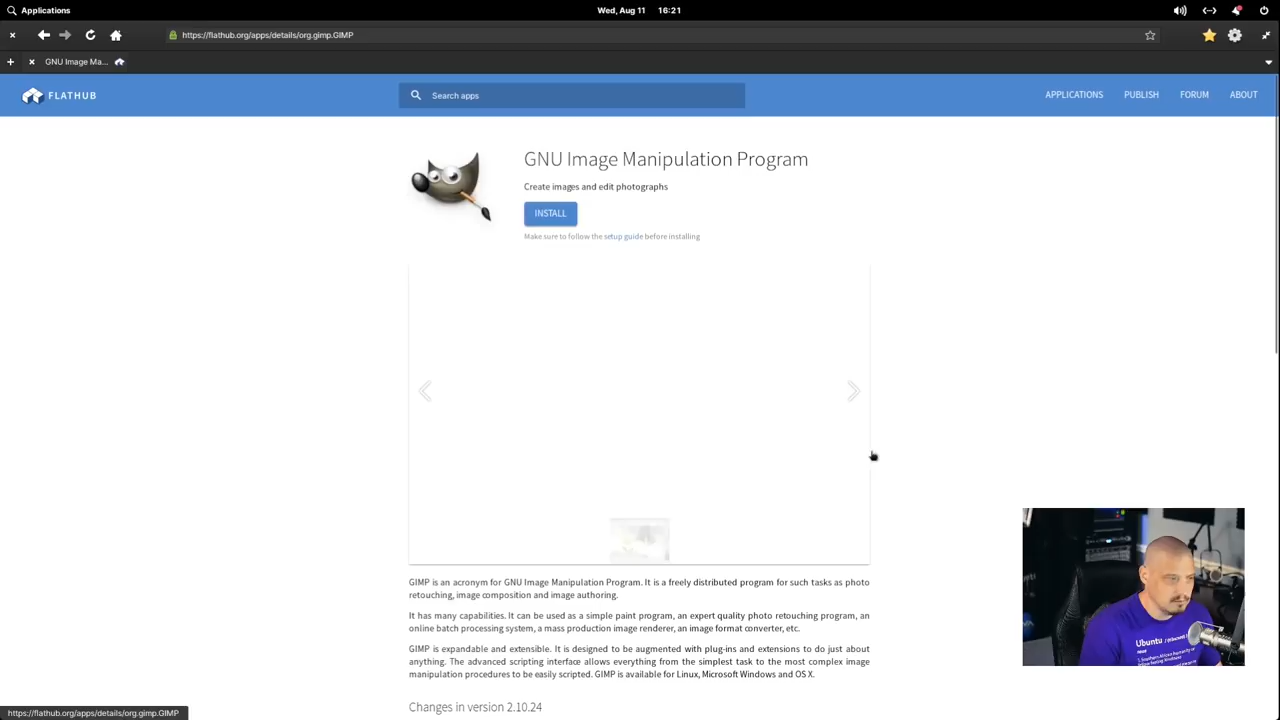 Applications
Wed, Aug 11 16:21
https://flathub.org/apps/details/org.gimp.GIMP
GNU Image Ma...
FLATHUB
Search apps
APPLICATIONS PUBLISH FORUM ABOUT
GNU Image Manipulation Program
Create images and edit photographs
INSTALL
Make sure to follow the setup guide before installing
GIMP is an acronym for GNU Image Manipulation Program. It is a freely distributed program for such tasks as photo
retouching, image composition and image authoring.
It has many capabilities. It can be used as a simple paint program, an expert quality photo retouching program, an
online batch processing system, a mass production image renderer, an image format converter, etc.
GIMP is expandable and extensible. It is designed to be augmented with plug-ins and extensions to do just about
anything. The advanced scripting interface allows everything from the simplest task to the most complex image
manipulation procedures to be easily scripted. GIMP is available for Linux, Microsoft Windows and OS X.
Changes in version 2.10.24
https://flathub.org/apps/details/org.gimp.GIMP
Ubuntu